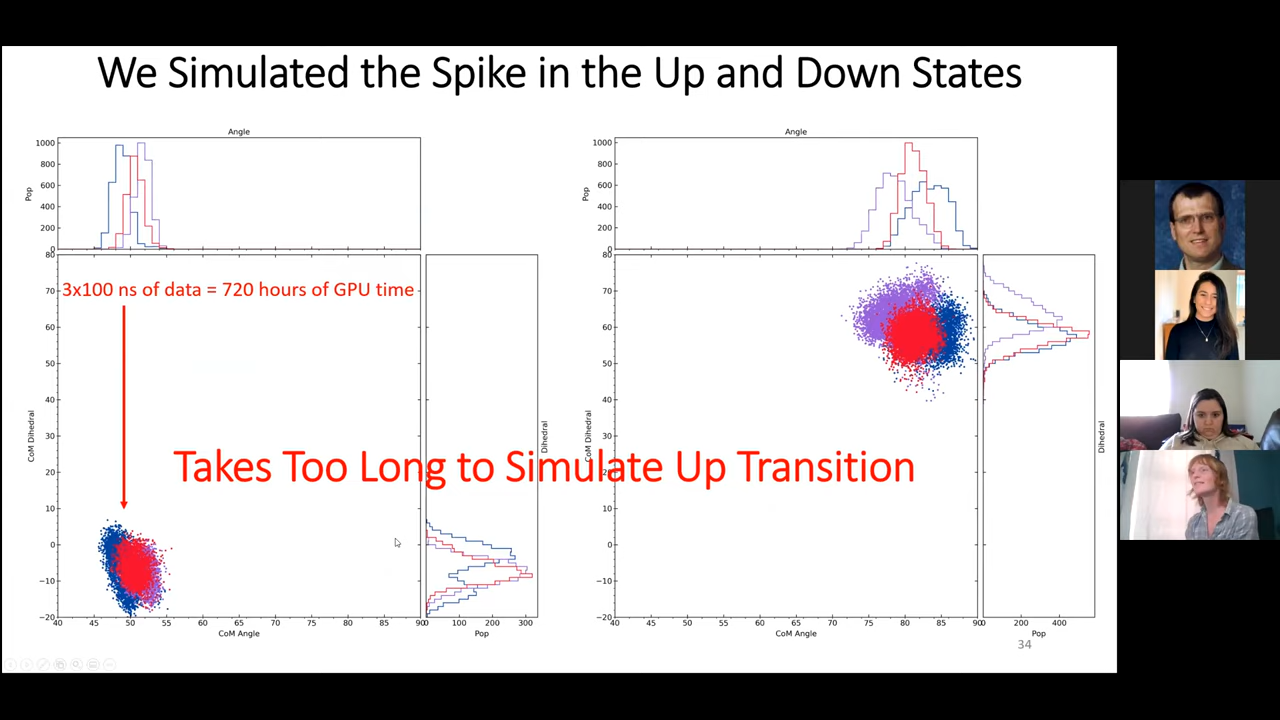 We Simulated the Spike in the Up and Down States
Angle
Pop
1000
800
600
400
200
0
3x100 ns of data = 720 hours of GPU time
CoM Dihedral
80
70
60
50
40
30
20
10
0
−10
−20
40 45 50 55 60 65 70 75 80 85 90
CoM Angle
Dihedral
0 100 200 300
Pop
Takes Too Long to Simulate Up Transition
Angle
Pop
1000
800
600
400
200
0
CoM Dihedral
80
70
60
50
40
30
20
10
0
−10
−20
40 45 50 55 60 65 70 75 80 85 90
CoM Angle
Dihedral
0 200 400
Pop
34